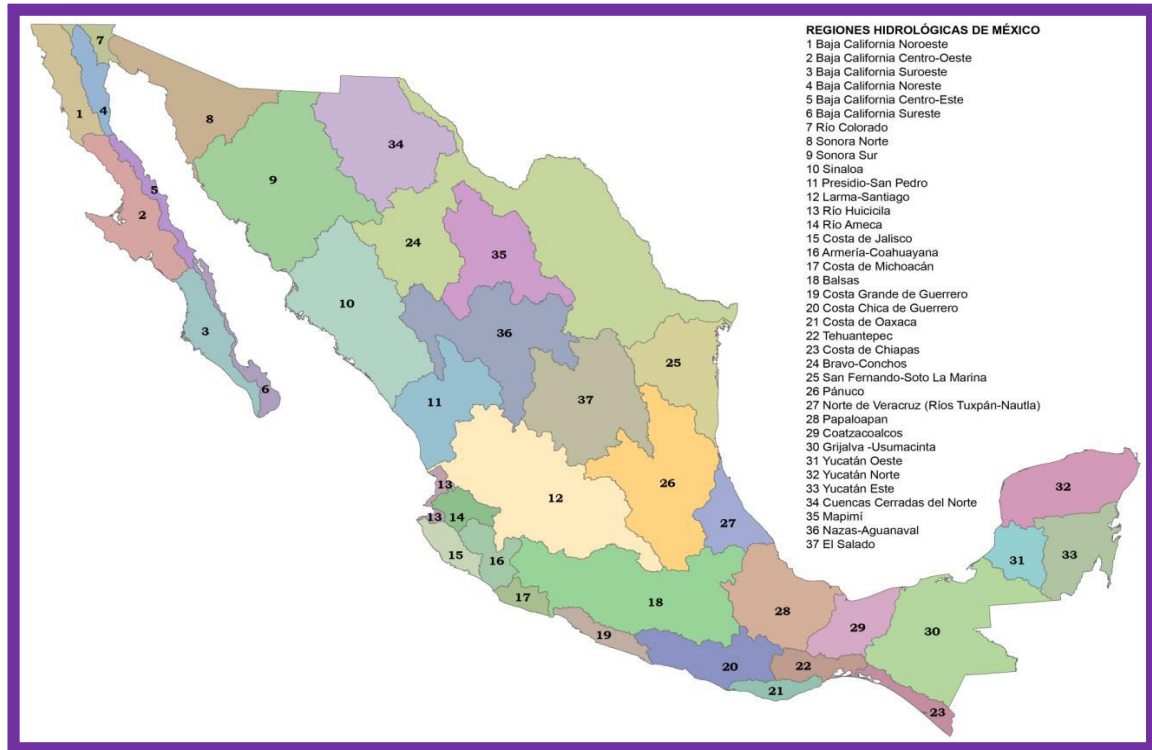 REGIONES HIDROLÓGICAS DE MÉXICO
1 Baja California Noroeste
2 Baja California Centro-Oeste
3 Baja California Suroeste
4 Baja California Noreste
5 Baja California Centro-Este
6 Baja California Sureste
7 Río Colorado
8 Sonora Norte
9 Sonora Sur
10 Sinaloa
11 Presidio-San Pedro
12 Larma-Santiago
13 Río Huicicila
14 Río Ameca
15 Costa de Jalisco
16 Armería-Coahuayana
17 Costa de Michoacán
18 Balsas
19 Costa Grande de Guerrero
20 Costa Chica de Guerrero
21 Costa de Oaxaca
22 Tehuantepec
23 Costa de Chiapas
24 Bravo-Conchos
25 San Fernando-Soto La Marina
26 Pánuco
27 Norte de Veracruz (Ríos Tuxpán-Nautla)
28 Papaloapan
29 Coatzacoalcos
30 Grijalva -Usumacinta
31 Yucatán Oeste
32 Yucatán Norte
33 Yucatán Este
34 Cuencas Cerradas del Norte
35 Mapimí
36 Nazas-Aguanaval
37 El Salado
7
1
4
8
34
9
5
2
24
35
10
36
3
25
6
11
37
13
12
26
32
13
14
27
31
33
15
16
17
18
28
29
30
19
20
22
21
23